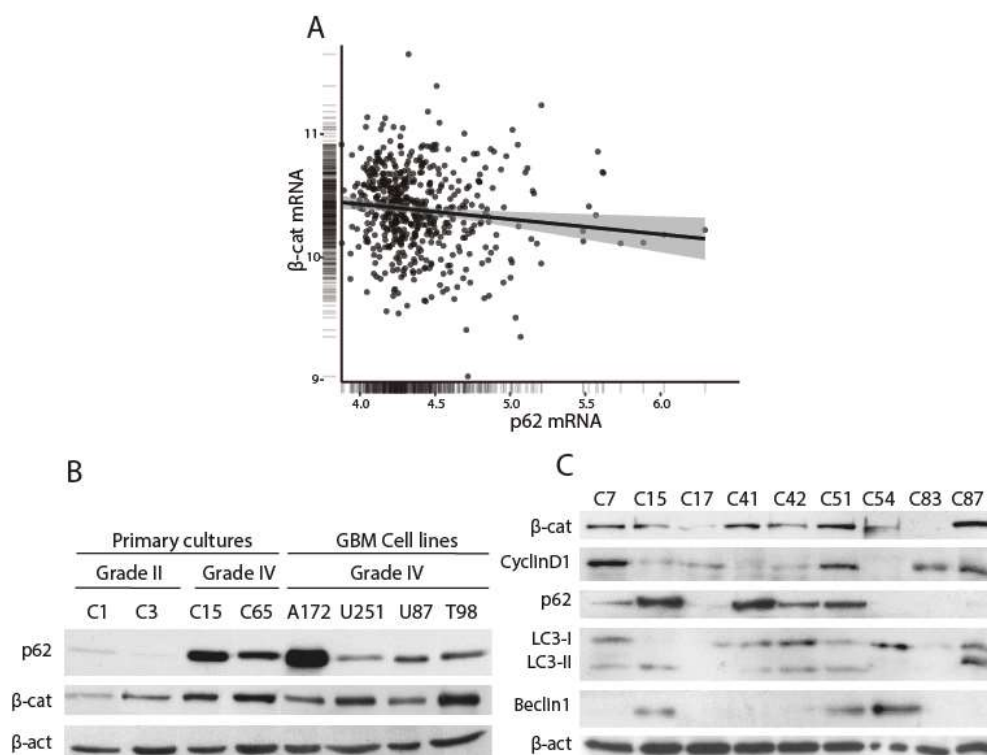 A
11
10
9
β-cat mRNA
4.0 4.5 5.0 5.5 6.0
p62 mRNA
B
Primary cultures GBM Cell lines
Grade II Grade IV Grade IV
C1 C3 C15 C65 A172 U251 U87 T98
p62
β-cat
β-act
C
C7 C15 C17 C41 C42 C51 C54 C83 C87
β-cat
CyclinD1
p62
LC3-I
LC3-II
Beclin1
β-act